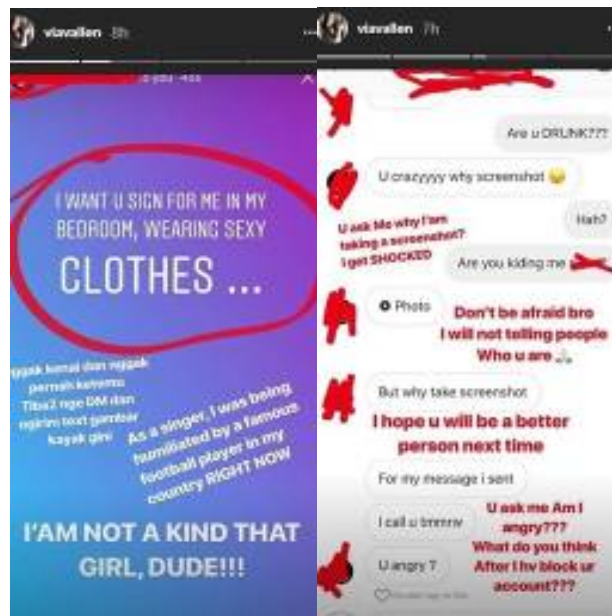 viavallen 8h
I WANT U SIGN FOR ME IN MY
BEDROOM, WEARING SEXY
CLOTHES ...
nggak kenal dan nggak
pernah ketemu
Tiba2 nge DM dan
ngirim text gambar
kayak gini
As a singer, I was being
humiliated by a famous
football player in my
country RIGHT NOW
I'AM NOT A KIND THAT
GIRL, DUDE!!!
viavallen 7h
Are u DRUNK???
U crazyyyy why screenshot 😂
Hah?
U ask Me why I'am
taking a screenshot?
I get SHOCKED
Are you kiding me
Photo
Don't be afraid bro
I will not telling people
Who u are
But why take screenshot
I hope u will be a better
person next time
For my message i sent
I call u tmrrw
U ask me Am I
angry???
U angry ?
What do you think
After I hv block ur
account???